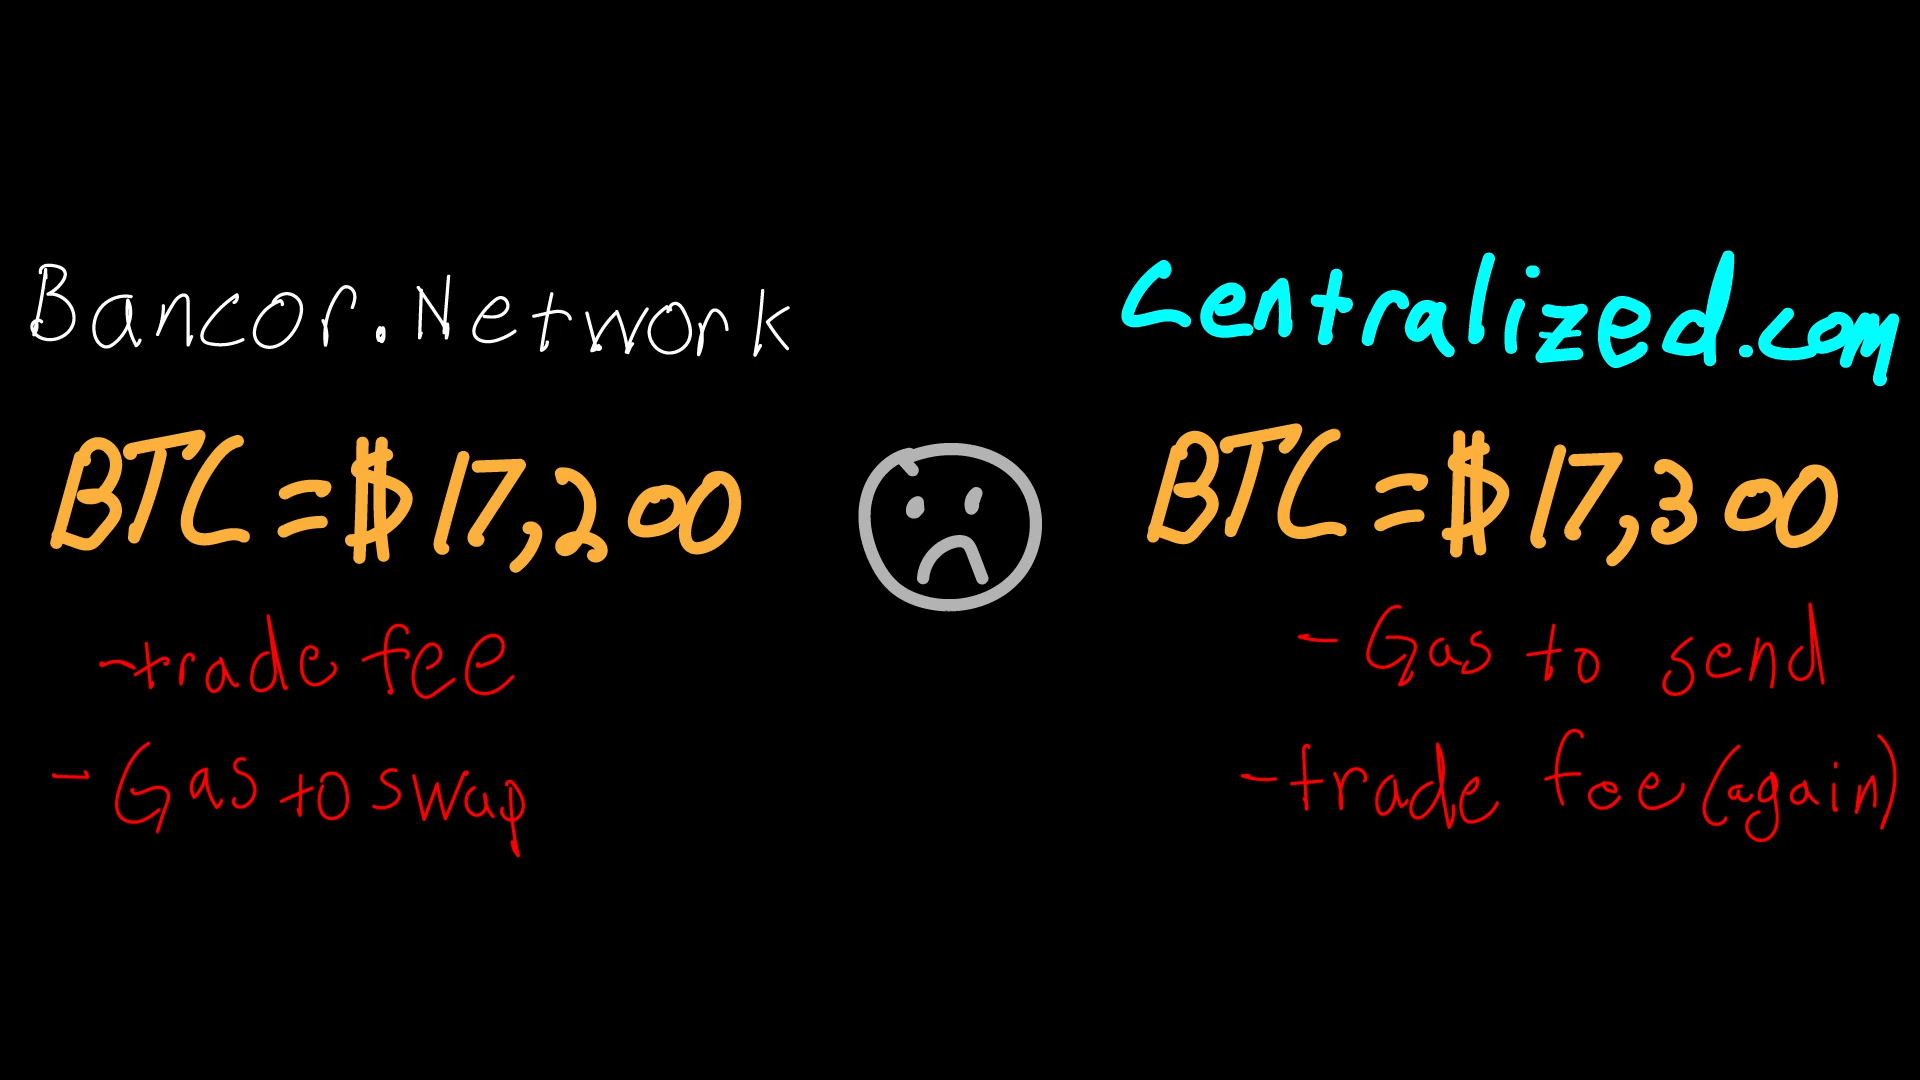 Bancor.Network
BTC = $17,200
- trade fee
- Gas to swap
Centralized.com
BTC = $17,300
- Gas to send
- trade fee (again)